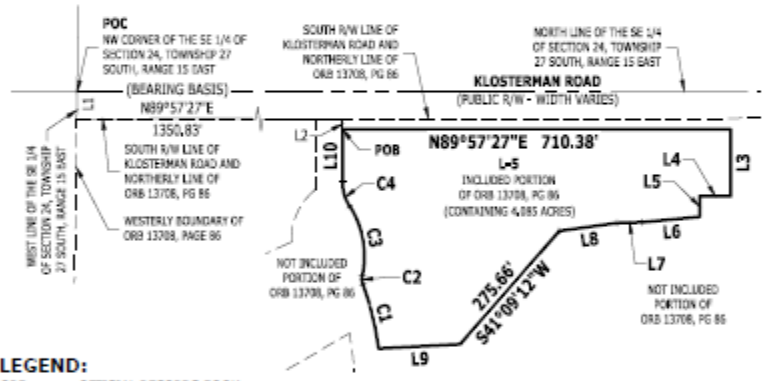 POC
NW CORNER OF THE SE 1/4 OF
SECTION 24, TOWNSHIP 27
SOUTH, RANGE 15 EAST
SOUTH R/W LINE OF
KLOSTERMAN ROAD AND
NORTHERLY LINE OF
ORB 13708, PG 86
NORTH LINE OF THE SE 1/4
OF SECTION 24, TOWNSHIP
27 SOUTH, RANGE 15 EAST
KLOSTERMAN ROAD
(PUBLIC R/W - WIDTH VARIES)
(BEARING BASIS)
N89°57'27"E
1350.83'
L1
L2
SOUTH R/W LINE OF
KLOSTERMAN ROAD AND
NORTHERLY LINE OF
ORB 13708, PG 86
WESTERLY BOUNDARY OF
ORB 13708, PAGE 86
WEST LINE OF THE SE 1/4
OF SECTION 24, TOWNSHIP
27 SOUTH, RANGE 15 EAST
L10
POB
N89°57'27"E 710.38'
L-5
INCLUDED PORTION
OF ORB 13708, PG 86
(CONTAINING 4.085 ACRES)
L4
L3
L5
C4
C3
L8
L6
L7
NOT INCLUDED
PORTION OF
ORB 13708, PG 86
C2
C1
275.66'
S41°09'12"W
NOT INCLUDED
PORTION OF
ORB 13708, PG 86
L9
LEGEND: